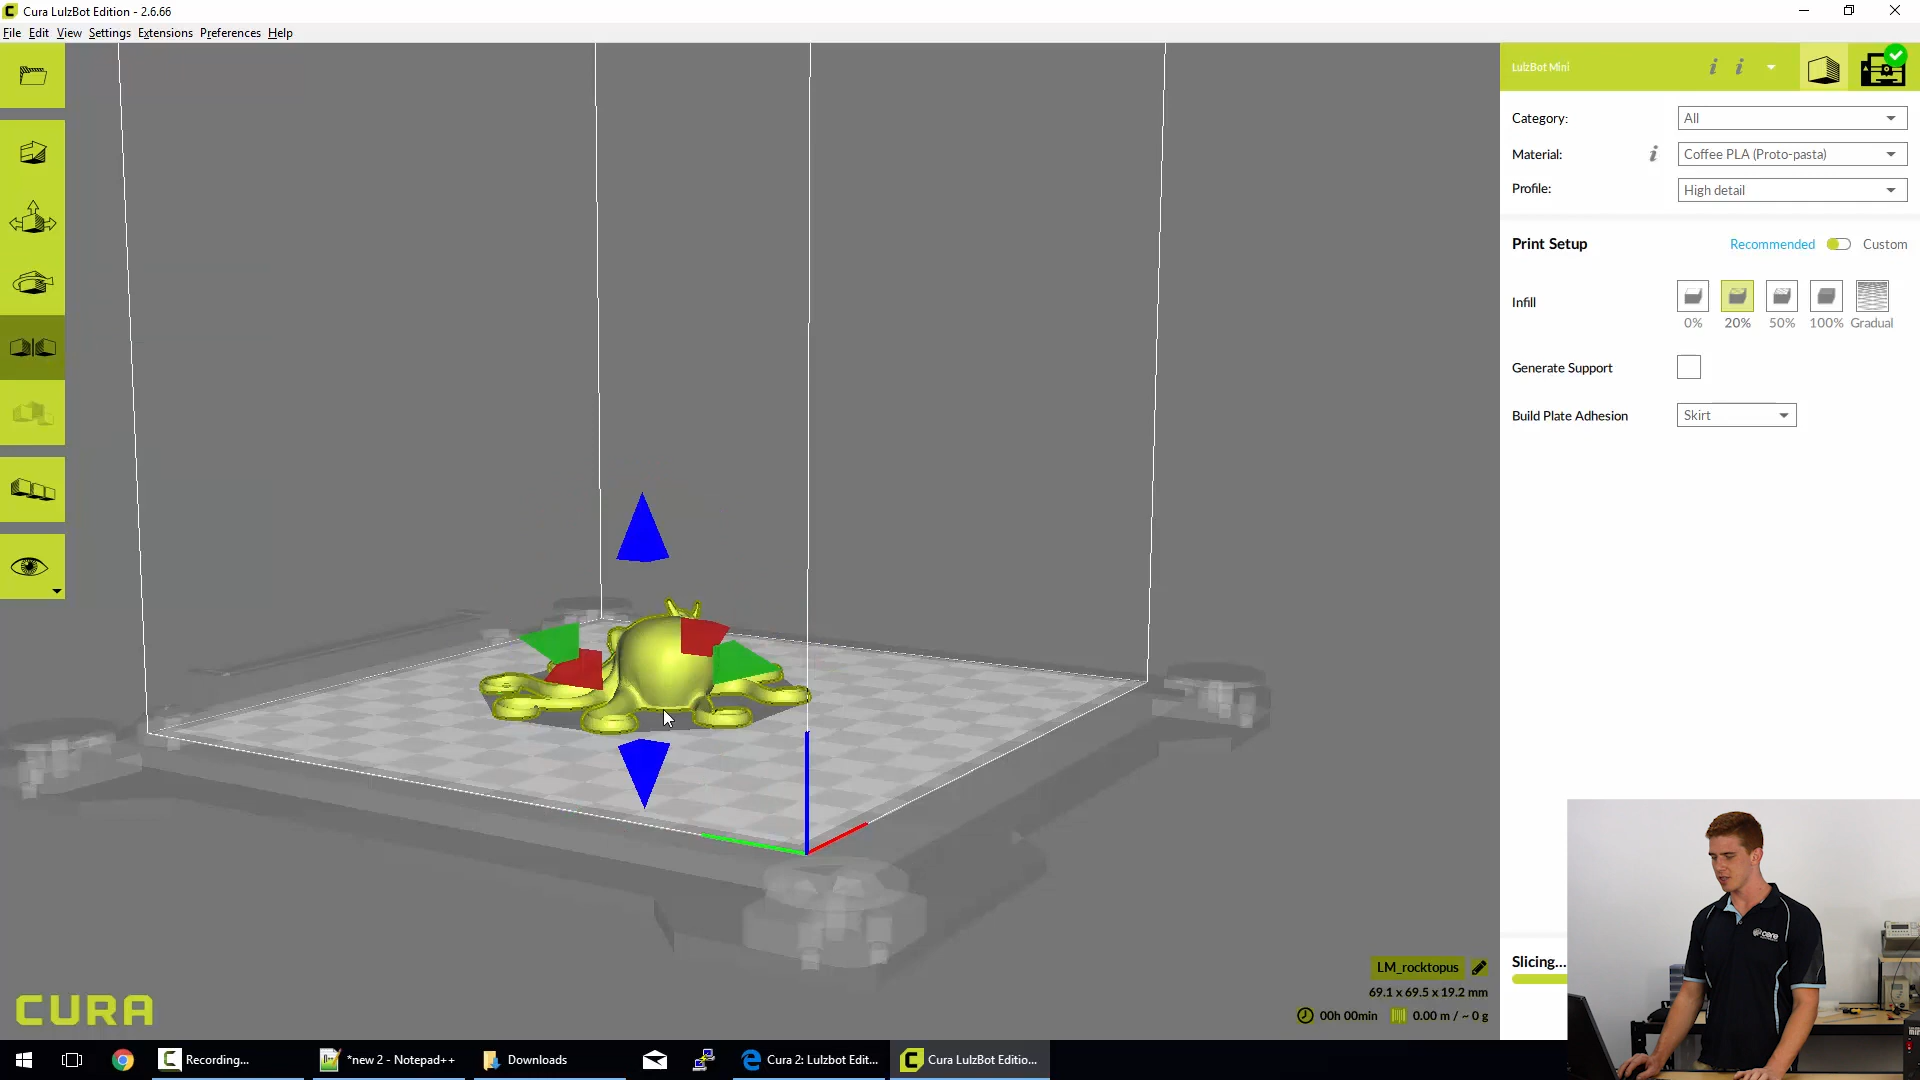 Cura LulzBot Edition - 2.6.66
File Edit View Settings Extensions Preferences Help
LulzBot Mini
Category: All
Material: Coffee PLA (Proto-pasta)
Profile: High detail
Print Setup Recommended Custom
Infill
0% 20% 50% 100% Gradual
Generate Support
Build Plate Adhesion Skirt
Slicing...
LM_rocktopus
69.1 x 69.5 x 19.2 mm
00h 00min 0.00 m / ~ 0 g
CURA
core
Recording... *new 2 - Notepad++ Downloads Cura 2: Lulzbot Edit... Cura LulzBot Editio...